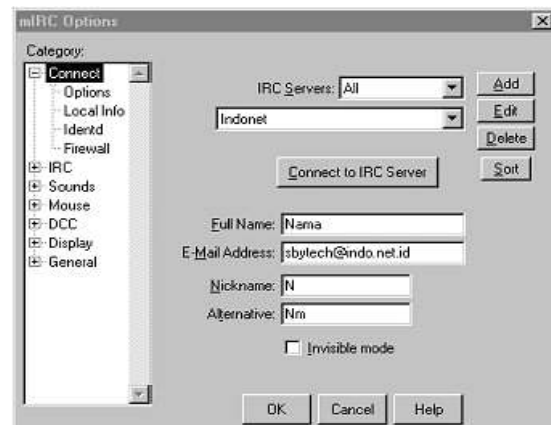 mIRC Options
Category:
Connect
Options
Local Info
Identd
Firewall
IRC
Sounds
Mouse
DCC
Display
General
IRC Servers: All
Indonet
Add
Edit
Delete
Sort
Connect to IRC Server
Full Name: Nama
E-Mail Address: sbytech@indo.net.id
Nickname: N
Alternative: Nm
Invisible mode
OK Cancel Help